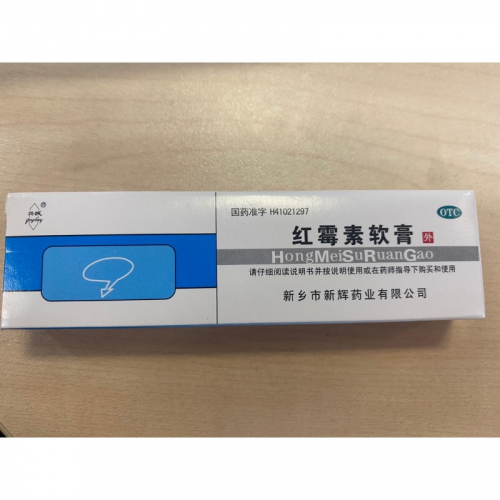 国药准字 H41021297
OTC
红霉素软膏 外
HongMeiSuRuanGao
请仔细阅读说明书并按说明使用或在药师指导下购买和使用
新乡市新辉药业有限公司